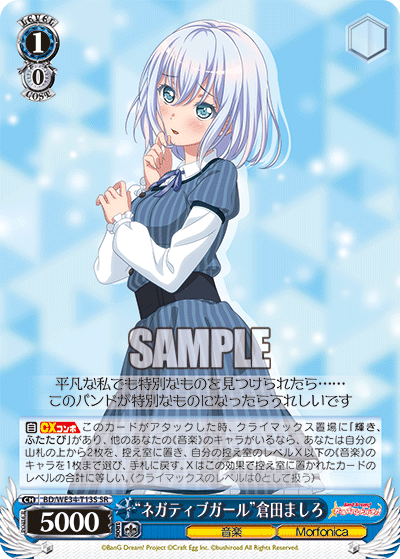 LEVEL
1
0
COST
SAMPLE
平凡な私でも特別なものを見つけられたら……
このバンドが特別なものになったらうれしいです
自 CXコンボ このカードがアタックした時、クライマックス置場に「輝き、
ふたたび」があり、他のあなたの《音楽》のキャラがいるなら、あなたは自分の
山札の上から2枚を、控え室に置き、自分の控え室のレベルX以下の《音楽》の
キャラを1枚まで選び、手札に戻す。Xはこの効果で控え室に置かれたカード
のレベルの合計に等しい。(クライマックスのレベルは0として扱う)
CH BD/WE34-T13S SR
5000
“ネガティブガール”倉田ましろ
音楽
Morfonica
©BanG Dream! Project ©Craft Egg Inc. ©bushiroad All Rights Reserved.